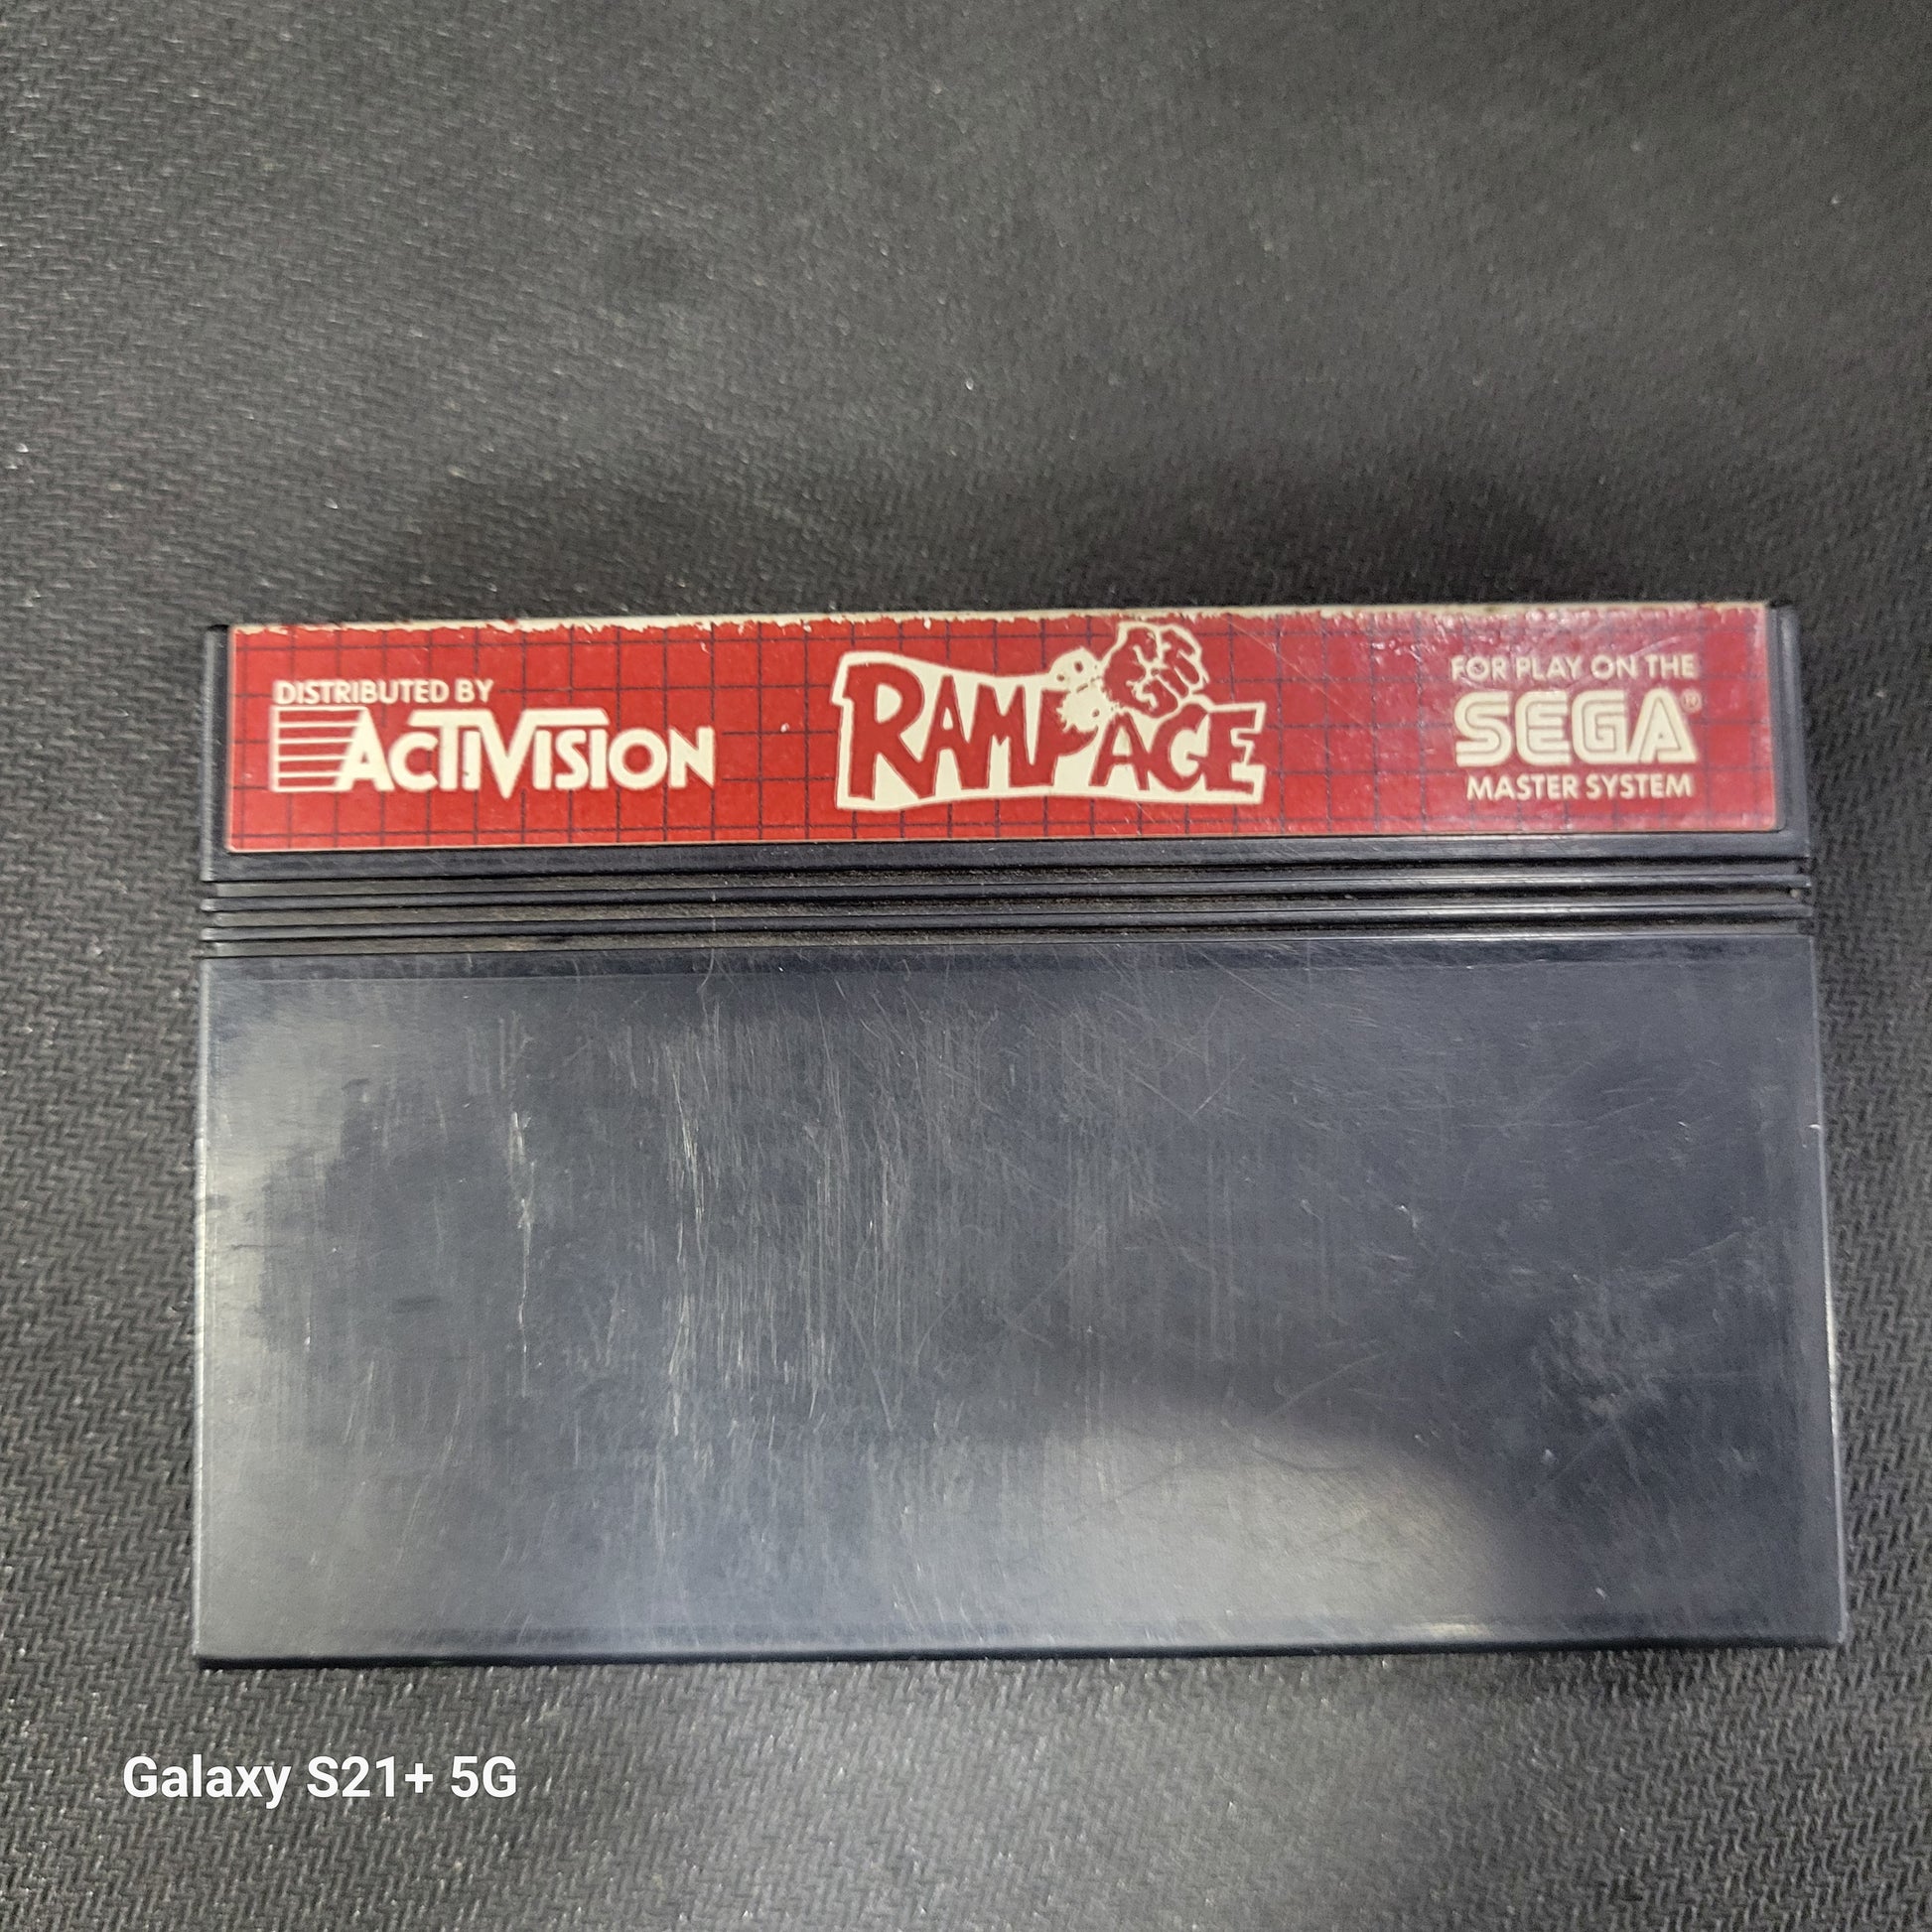 DISTRIBUTED BY
ACTIVISION
RAMPAGE
FOR PLAY ON THE
SEGA®
MASTER SYSTEM
Galaxy S21+ 5G